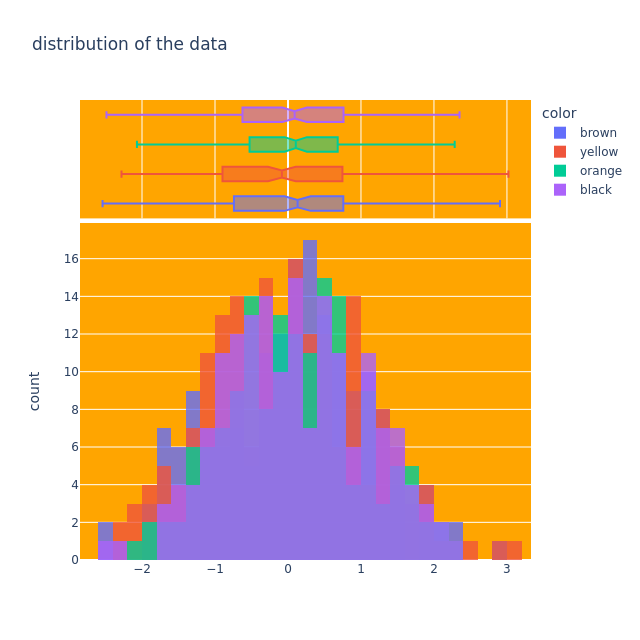 distribution of the data
color
brown
yellow
orange
black
count
16
14
12
10
8
6
4
2
0
−2
−1
0
1
2
3